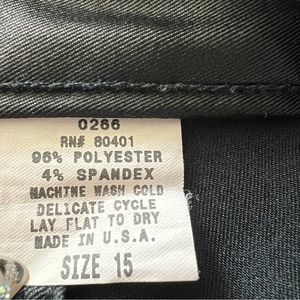 0266
RN# 60401
96% POLYESTER
4% SPANDEX
MACHINE WASH COLD
DELICATE CYCLE
LAY FLAT TO DRY
MADE IN U.S.A.
SIZE 15